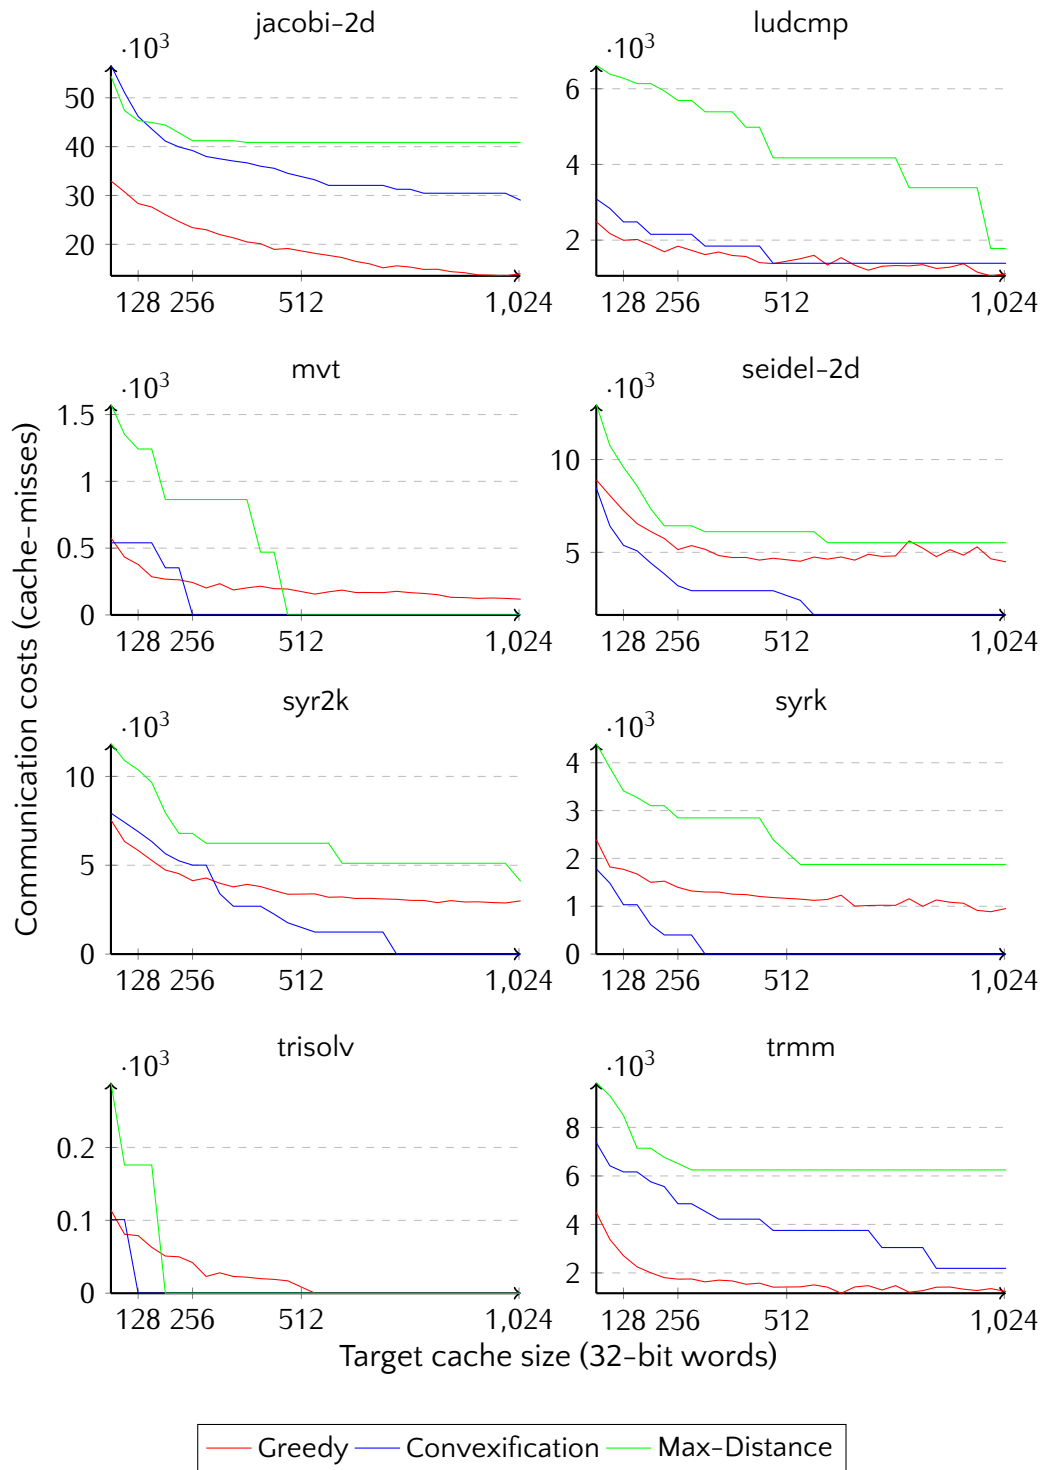 jacobi-2d
ludcmp
·10³
·10³
50
40
30
20
128 256 512 1,024
6
4
2
128 256 512 1,024
mvt
seidel-2d
·10³
·10³
1.5
1
0.5
0
128 256 512 1,024
10
5
128 256 512 1,024
Communication costs (cache-misses)
syr2k
syrk
·10³
·10³
10
5
0
128 256 512 1,024
4
3
2
1
0
128 256 512 1,024
trisolv
trmm
·10³
·10³
0.2
0.1
0
128 256 512 1,024
8
6
4
2
128 256 512 1,024
Target cache size (32-bit words)
Greedy Convexification Max-Distance